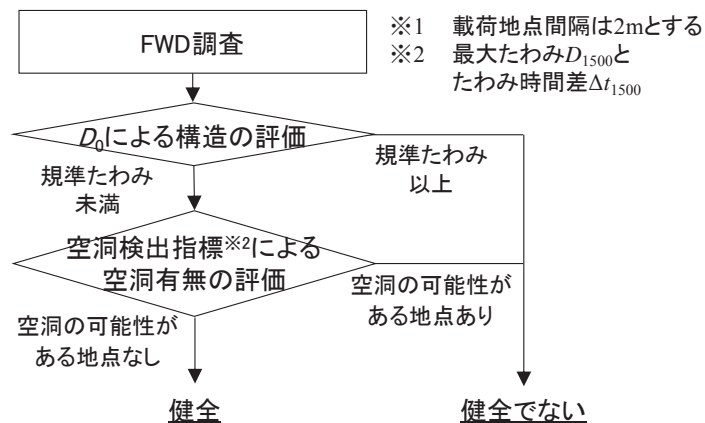 FWD調査
※1 載荷地点間隔は2mとする
※2 最大たわみD1500と
たわみ時間差Δt1500
D0による構造の評価
規準たわみ
未満
規準たわみ
以上
空洞検出指標※2による
空洞有無の評価
空洞の可能性が
ある地点なし
空洞の可能性が
ある地点あり
健全
健全でない